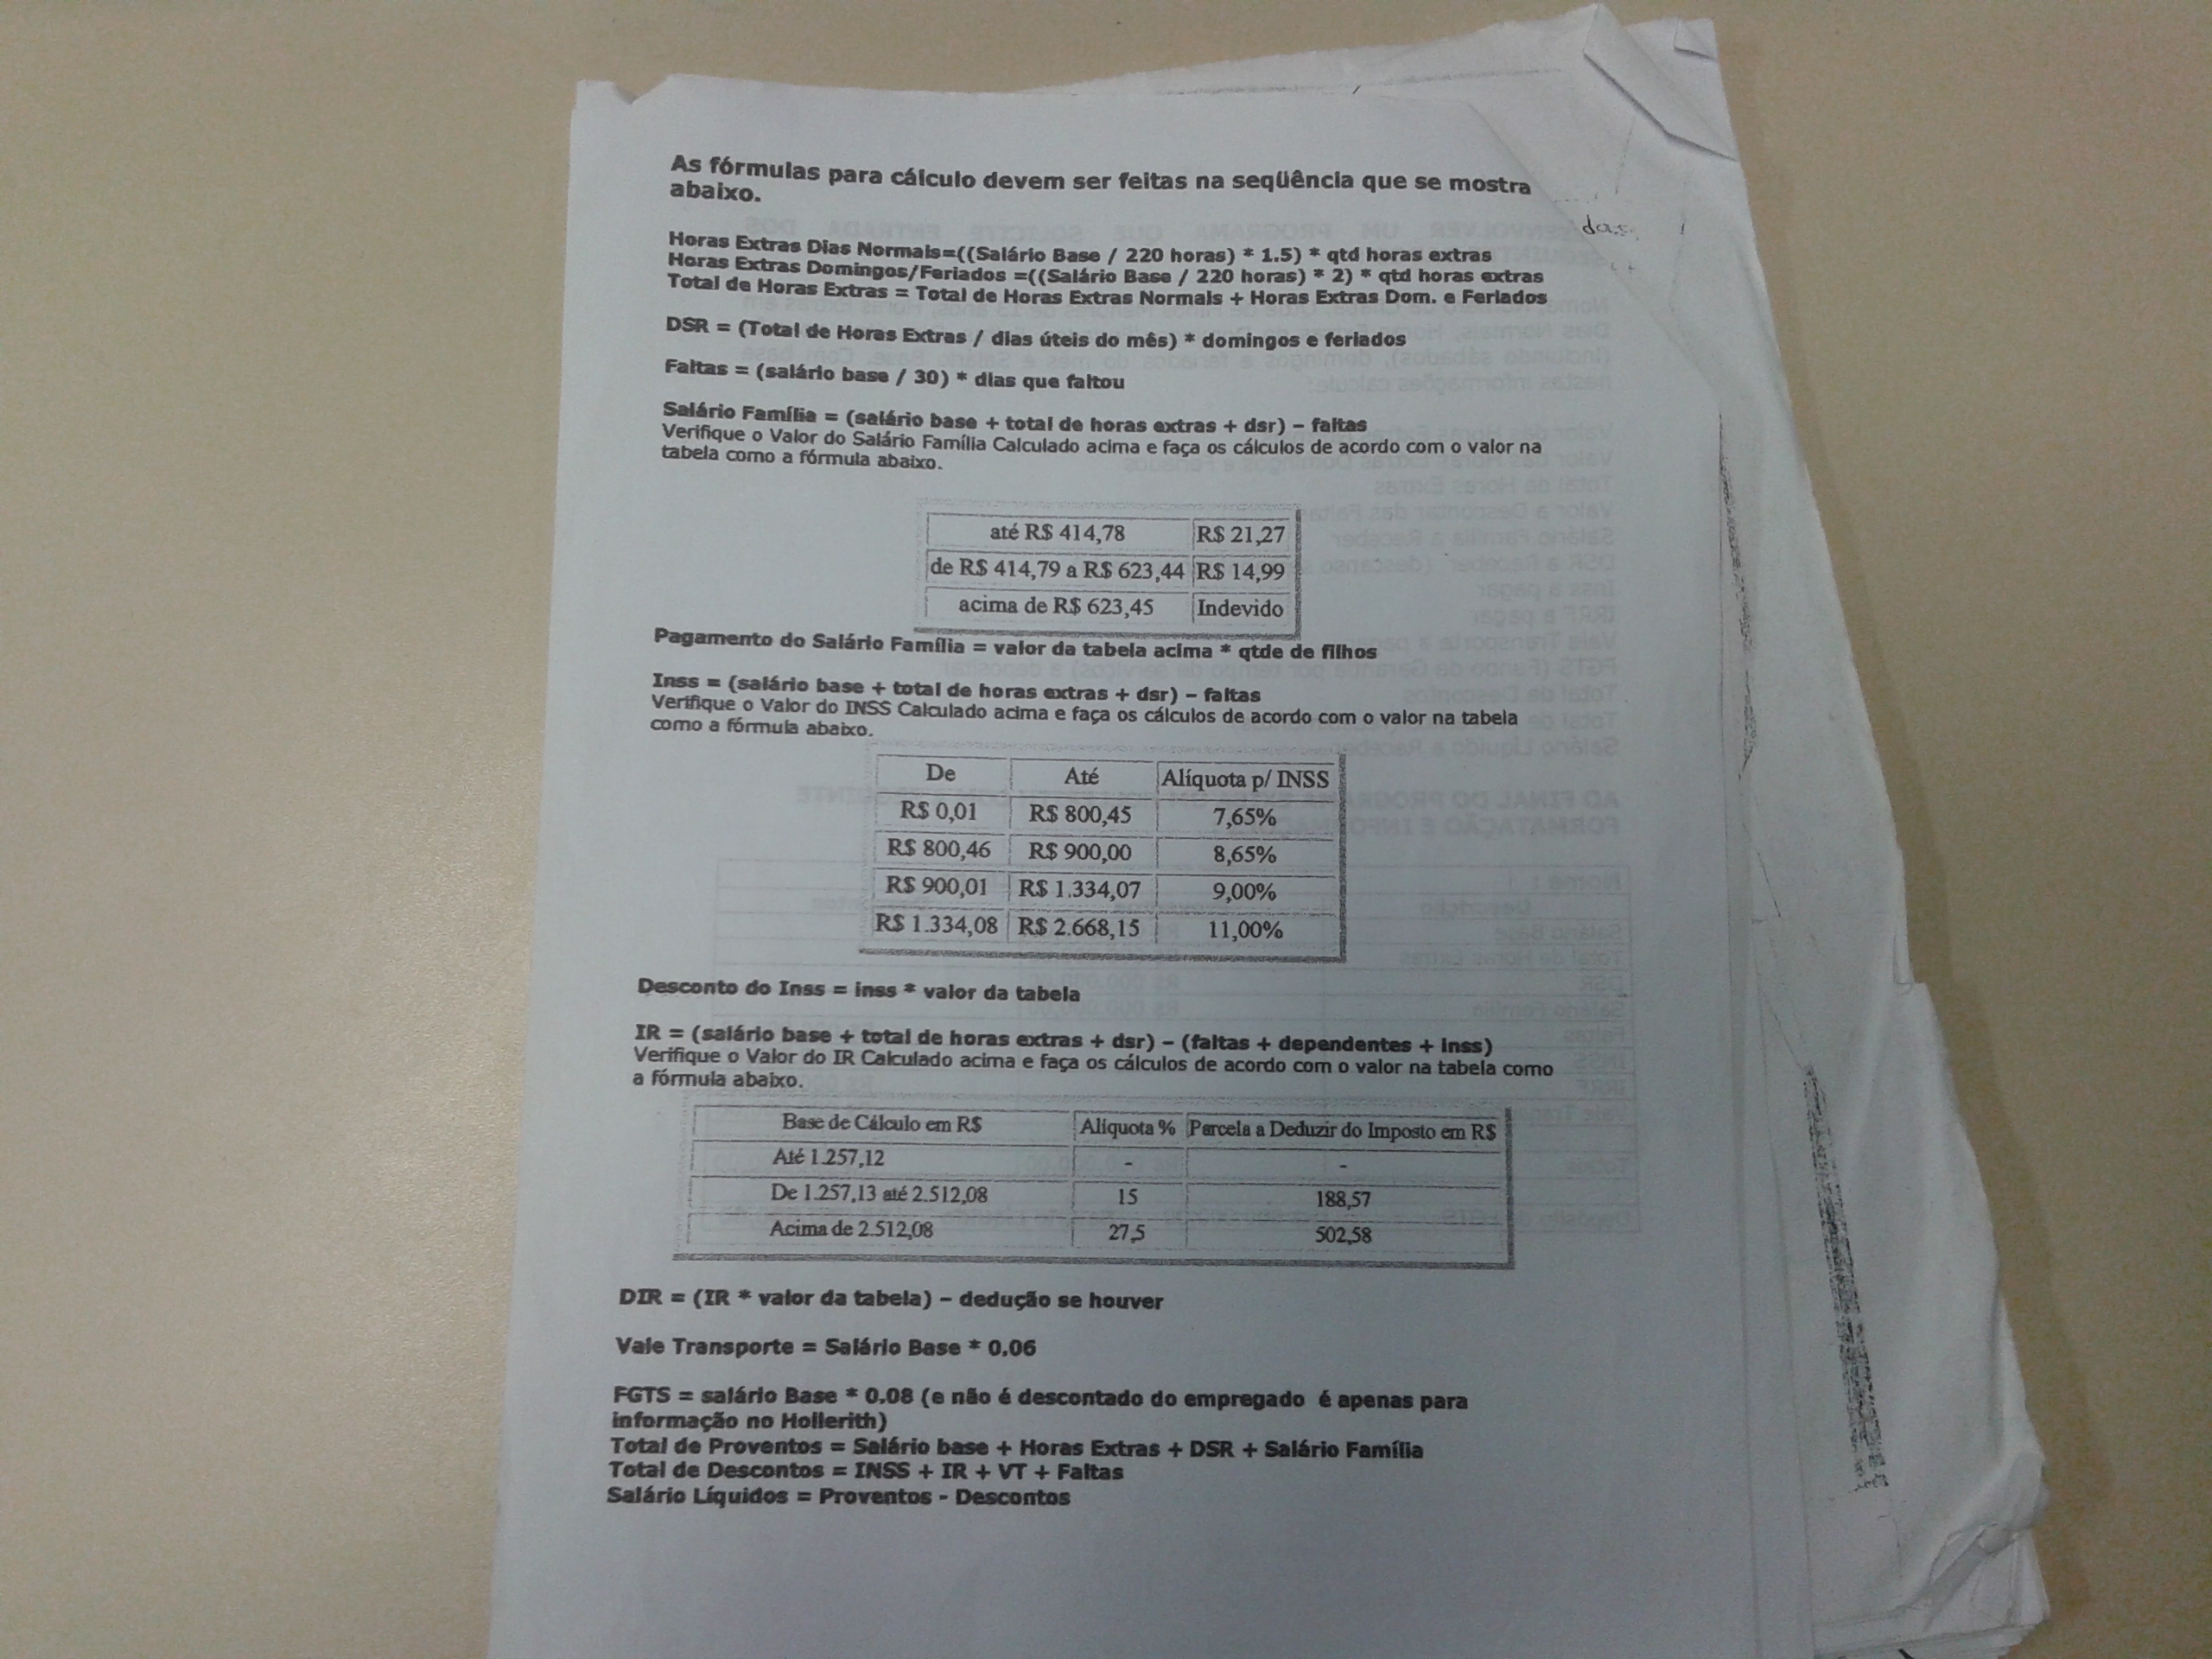 As fórmulas para cálculo devem ser feitas na seqüência que se mostra
abaixo.
das
Horas Extras Dias Normais=((Salário Base / 220 horas) * 1.5) * qtd horas extras
Horas Extras Domingos/Feriados =((Salário Base / 220 horas) * 2) * qtd horas extras
Total de Horas Extras = Total de Horas Extras Normais + Horas Extras Dom. e Feriados
DSR = (Total de Horas Extras / dias úteis do mês) * domingos e feriados
Faltas = (salário base / 30) * dias que faltou
Salário Família = (salário base + total de horas extras + dsr) – faltas
Verifique o Valor do Salário Família Calculado acima e faça os cálculos de acordo com o valor na
tabela como a fórmula abaixo.
até R$ 414,78 R$ 21,27
de R$ 414,79 a R$ 623,44 R$ 14,99
acima de R$ 623,45 Indevido
Pagamento do Salário Família = valor da tabela acima * qtde de filhos
Inss = (salário base + total de horas extras + dsr) – faltas
Verifique o Valor do INSS Calculado acima e faça os cálculos de acordo com o valor na tabela
como a fórmula abaixo.
De Até Alíquota p/ INSS
R$ 0,01 R$ 800,45 7,65%
R$ 800,46 R$ 900,00 8,65%
R$ 900,01 R$ 1.334,07 9,00%
R$ 1.334,08 R$ 2.668,15 11,00%
Desconto do Inss = inss * valor da tabela
IR = (salário base + total de horas extras + dsr) – (faltas + dependentes + inss)
Verifique o Valor do IR Calculado acima e faça os cálculos de acordo com o valor na tabela como
a fórmula abaixo.
Base de Cálculo em R$ Alíquota % Parcela a Deduzir do Imposto em R$
Até 1.257,12 - -
De 1.257,13 até 2.512,08 15 188,57
Acima de 2.512,08 27,5 502,58
DIR = (IR * valor da tabela) – dedução se houver
Vale Transporte = Salário Base * 0.06
FGTS = salário Base * 0.08 (e não é descontado do empregado é apenas para
informação no Hollerith)
Total de Proventos = Salário base + Horas Extras + DSR + Salário Família
Total de Descontos = INSS + IR + VT + Faltas
Salário Líquidos = Proventos - Descontos